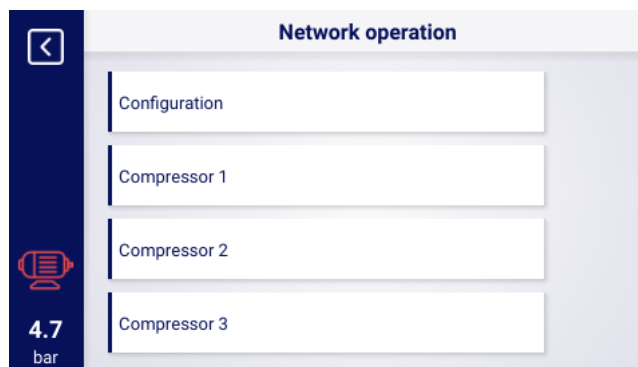 Network operation
Configuration
Compressor 1
Compressor 2
Compressor 3
4.7
bar